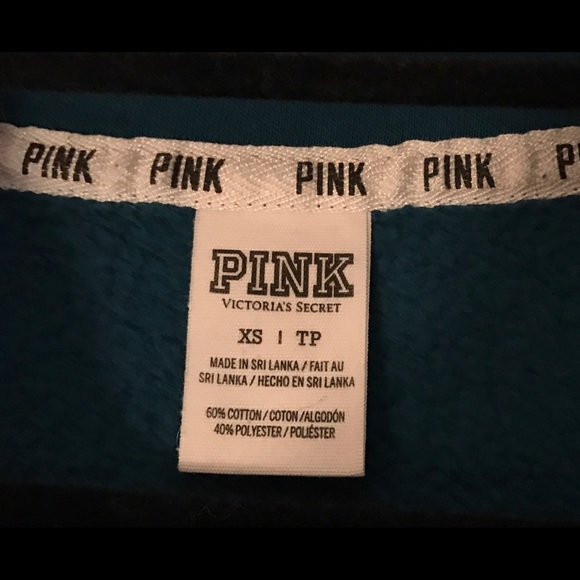 PINK PINK PINK PINK P
PINK
VICTORIA'S SECRET
XS | TP
MADE IN SRI LANKA / FAIT AU
SRI LANKA / HECHO EN SRI LANKA
60% COTTON / COTON / ALGODÓN
40% POLYESTER / POLIÉSTER